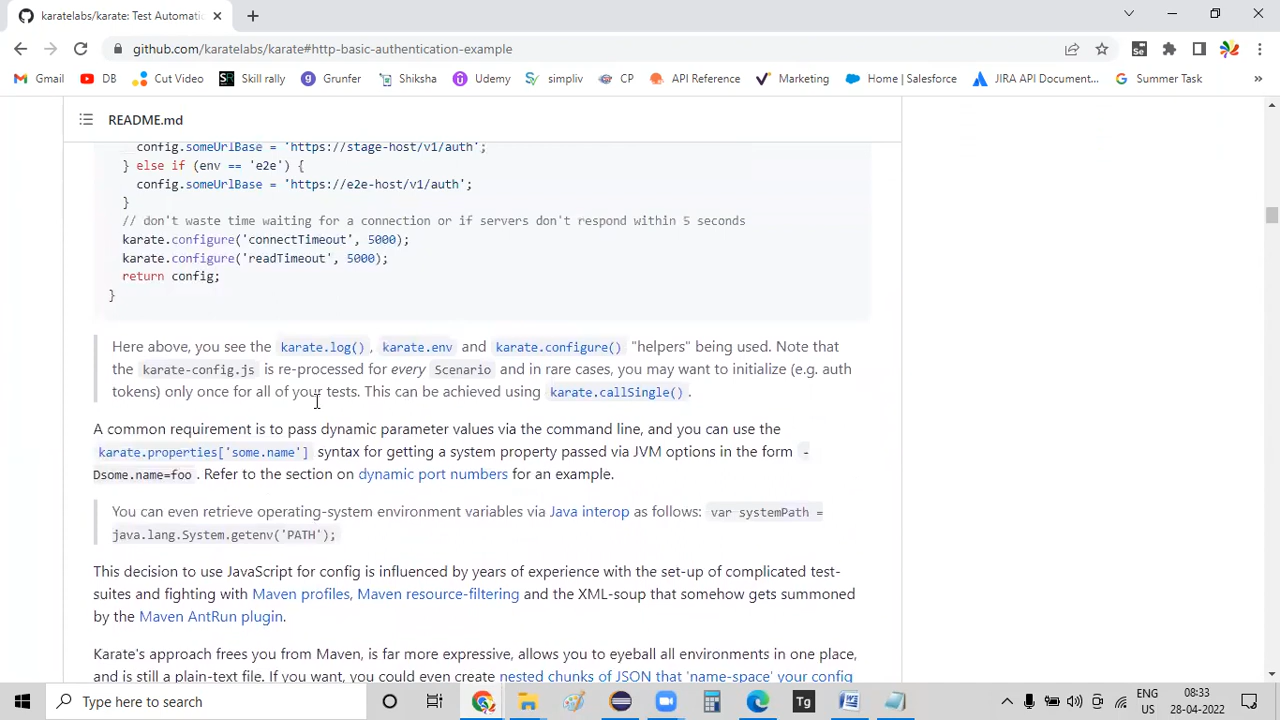 karatelabs/karate: Test Automatic
github.com/karatelabs/karate#http-basic-authentication-example
Gmail DB Cut Video SR Skill rally Grunfer Shiksha Udemy simpliv CP API Reference Marketing Home | Salesforce JIRA API Document... Summer Task »
README.md
config.someUrlBase = 'https://stage-host/v1/auth';
} else if (env == 'e2e') {
config.someUrlBase = 'https://e2e-host/v1/auth';
}
// don't waste time waiting for a connection or if servers don't respond within 5 seconds
karate.configure('connectTimeout', 5000);
karate.configure('readTimeout', 5000);
return config;
}
Here above, you see the karate.log() , karate.env and karate.configure() "helpers" being used. Note that
the karate-config.js is re-processed for every Scenario and in rare cases, you may want to initialize (e.g. auth
tokens) only once for all of your tests. This can be achieved using karate.callSingle() .
A common requirement is to pass dynamic parameter values via the command line, and you can use the
karate.properties['some.name'] syntax for getting a system property passed via JVM options in the form -
Dsome.name=foo . Refer to the section on dynamic port numbers for an example.
You can even retrieve operating-system environment variables via Java interop as follows: var systemPath =
java.lang.System.getenv('PATH');
This decision to use JavaScript for config is influenced by years of experience with the set-up of complicated test-
suites and fighting with Maven profiles, Maven resource-filtering and the XML-soup that somehow gets summoned
by the Maven AntRun plugin.
Karate's approach frees you from Maven, is far more expressive, allows you to eyeball all environments in one place,
and is still a plain-text file. If you want, you could even create nested chunks of JSON that 'name-space' your config
Type here to search
Tg
ENG
US
08:33
28-04-2022